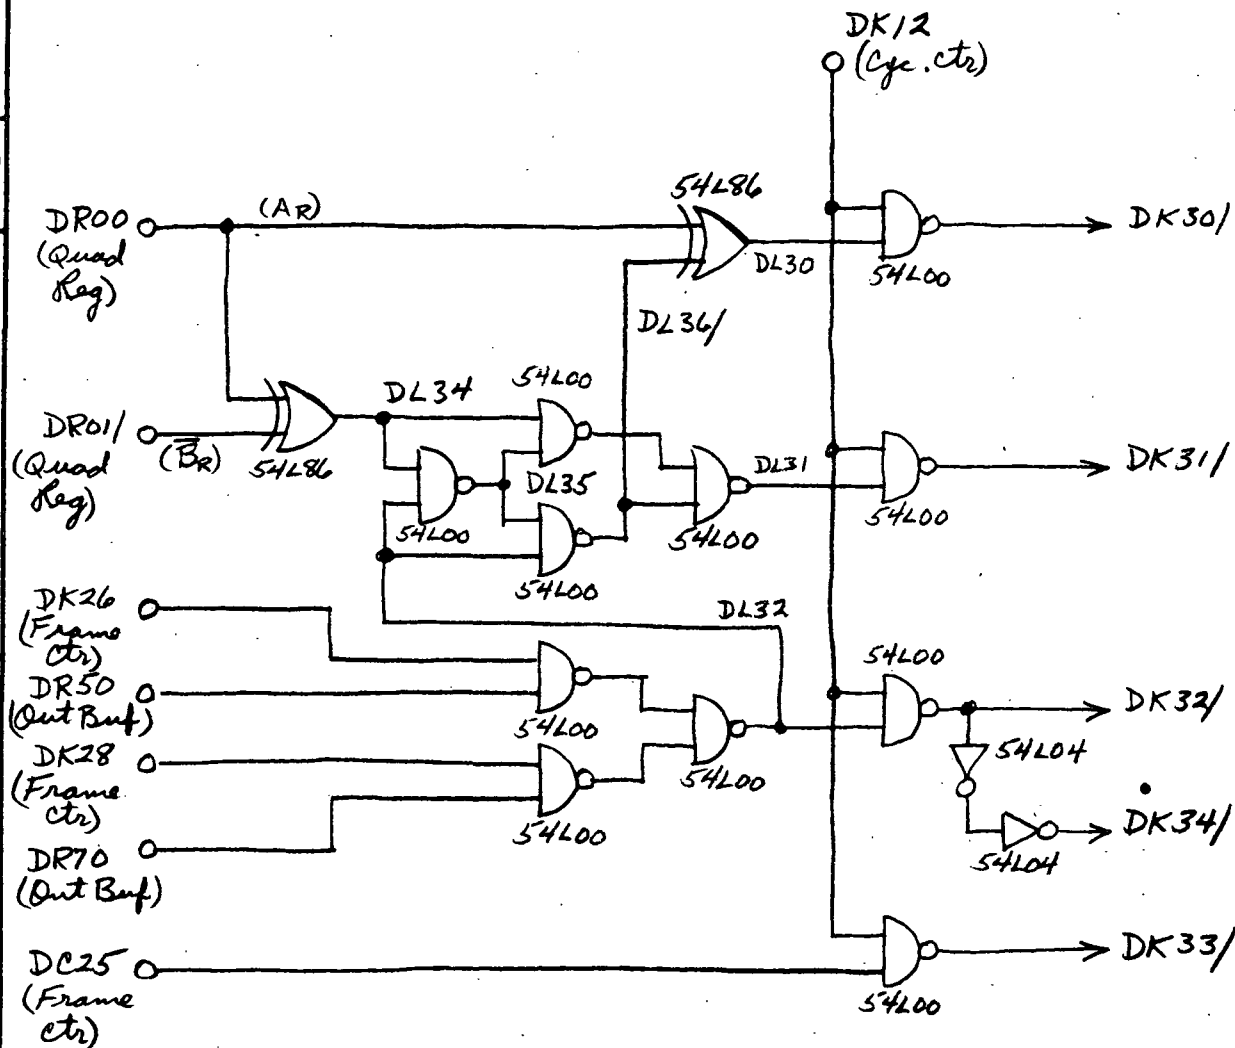 DK12
(Cyc. ctr)
54L86
DR00
(AR)
DK30/
(Quad
Reg)
DL30
54L00
DL36/
54L00
DL34
DR01/
(B̅R)
54L86
(Quad
Reg)
DL35
DL31
DK31/
54L00
54L00
54L00
54L00
DK26
(Frame
Ctr)
DL32
54L00
DR50
(Out Buf)
54L00
DK32/
DK28
(Frame
Ctr)
54L00
54L04
54L00
DK34/
54L04
DR70
(Out Buf)
DC25
(Frame
Ctr)
DK33/
54L00